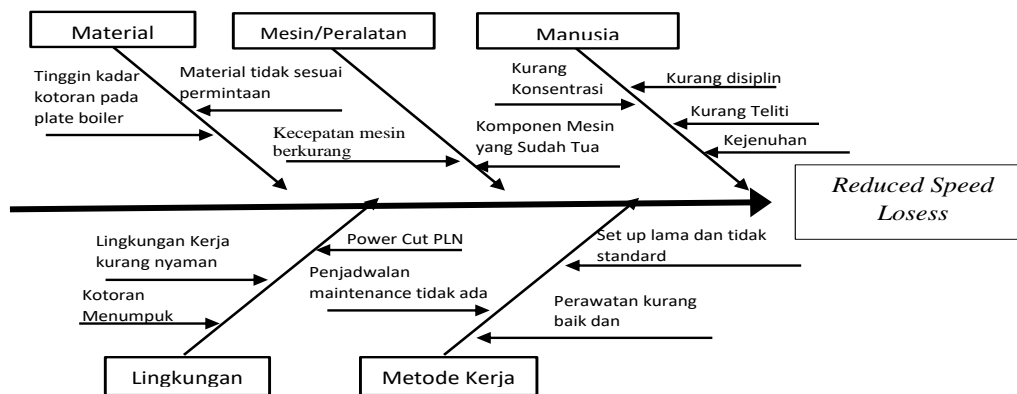 Material
Mesin/Peralatan
Manusia
Tinggin kadar
kotoran pada
plate boiler
Material tidak sesuai
permintaan
Kecepatan mesin
berkurang
Komponen Mesin
yang Sudah Tua
Kurang
Konsentrasi
Kurang disiplin
Kurang Teliti
Kejenuhan
Reduced Speed
Losess
Lingkungan Kerja
kurang nyaman
Kotoran
Menumpuk
Power Cut PLN
Penjadwalan
maintenance tidak ada
Set up lama dan tidak
standard
Perawatan kurang
baik dan
Lingkungan
Metode Kerja